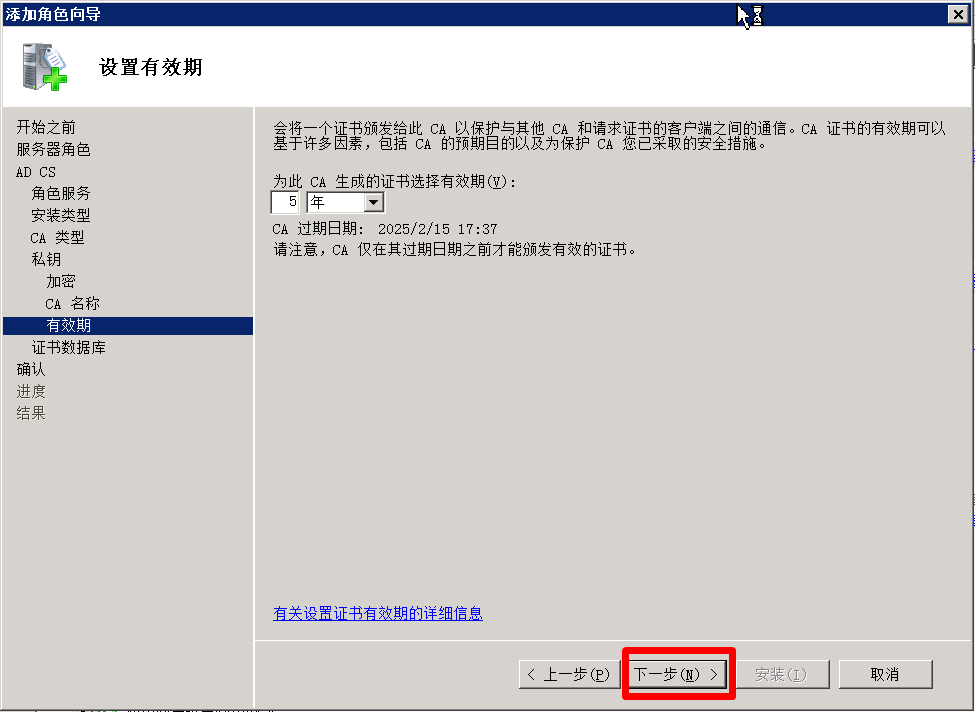 添加角色向导
设置有效期
开始之前
服务器角色
AD CS
角色服务
安装类型
CA 类型
私钥
加密
CA 名称
有效期
证书数据库
确认
进度
结果
会将一个证书颁发给此 CA 以保护与其他 CA 和请求证书的客户端之间的通信。CA 证书的有效期可以
基于许多因素，包括 CA 的预期目的以及为保护 CA 您已采取的安全措施。
为此 CA 生成的证书选择有效期(V):
5 年
CA 过期日期: 2025/2/15 17:37
请注意，CA 仅在其过期日期之前才能颁发有效的证书。
有关设置证书有效期的详细信息
< 上一步(P) 下一步(N) > 安装(I) 取消